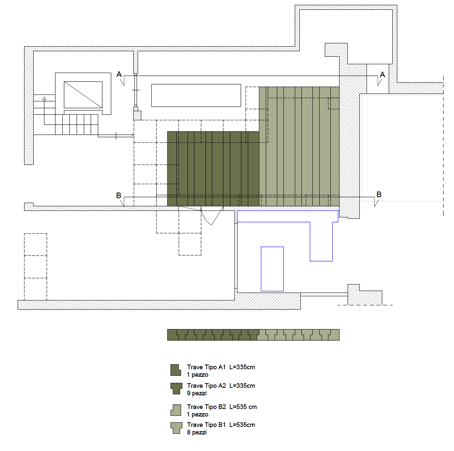 A
A
B
B
Trave Tipo A1 L=335cm
1 pezzo
Trave Tipo A2 L=335cm
9 pezzi
Trave Tipo B2 L=535 cm
1 pezzo
Trave Tipo B1 L=535cm
8 pezzi